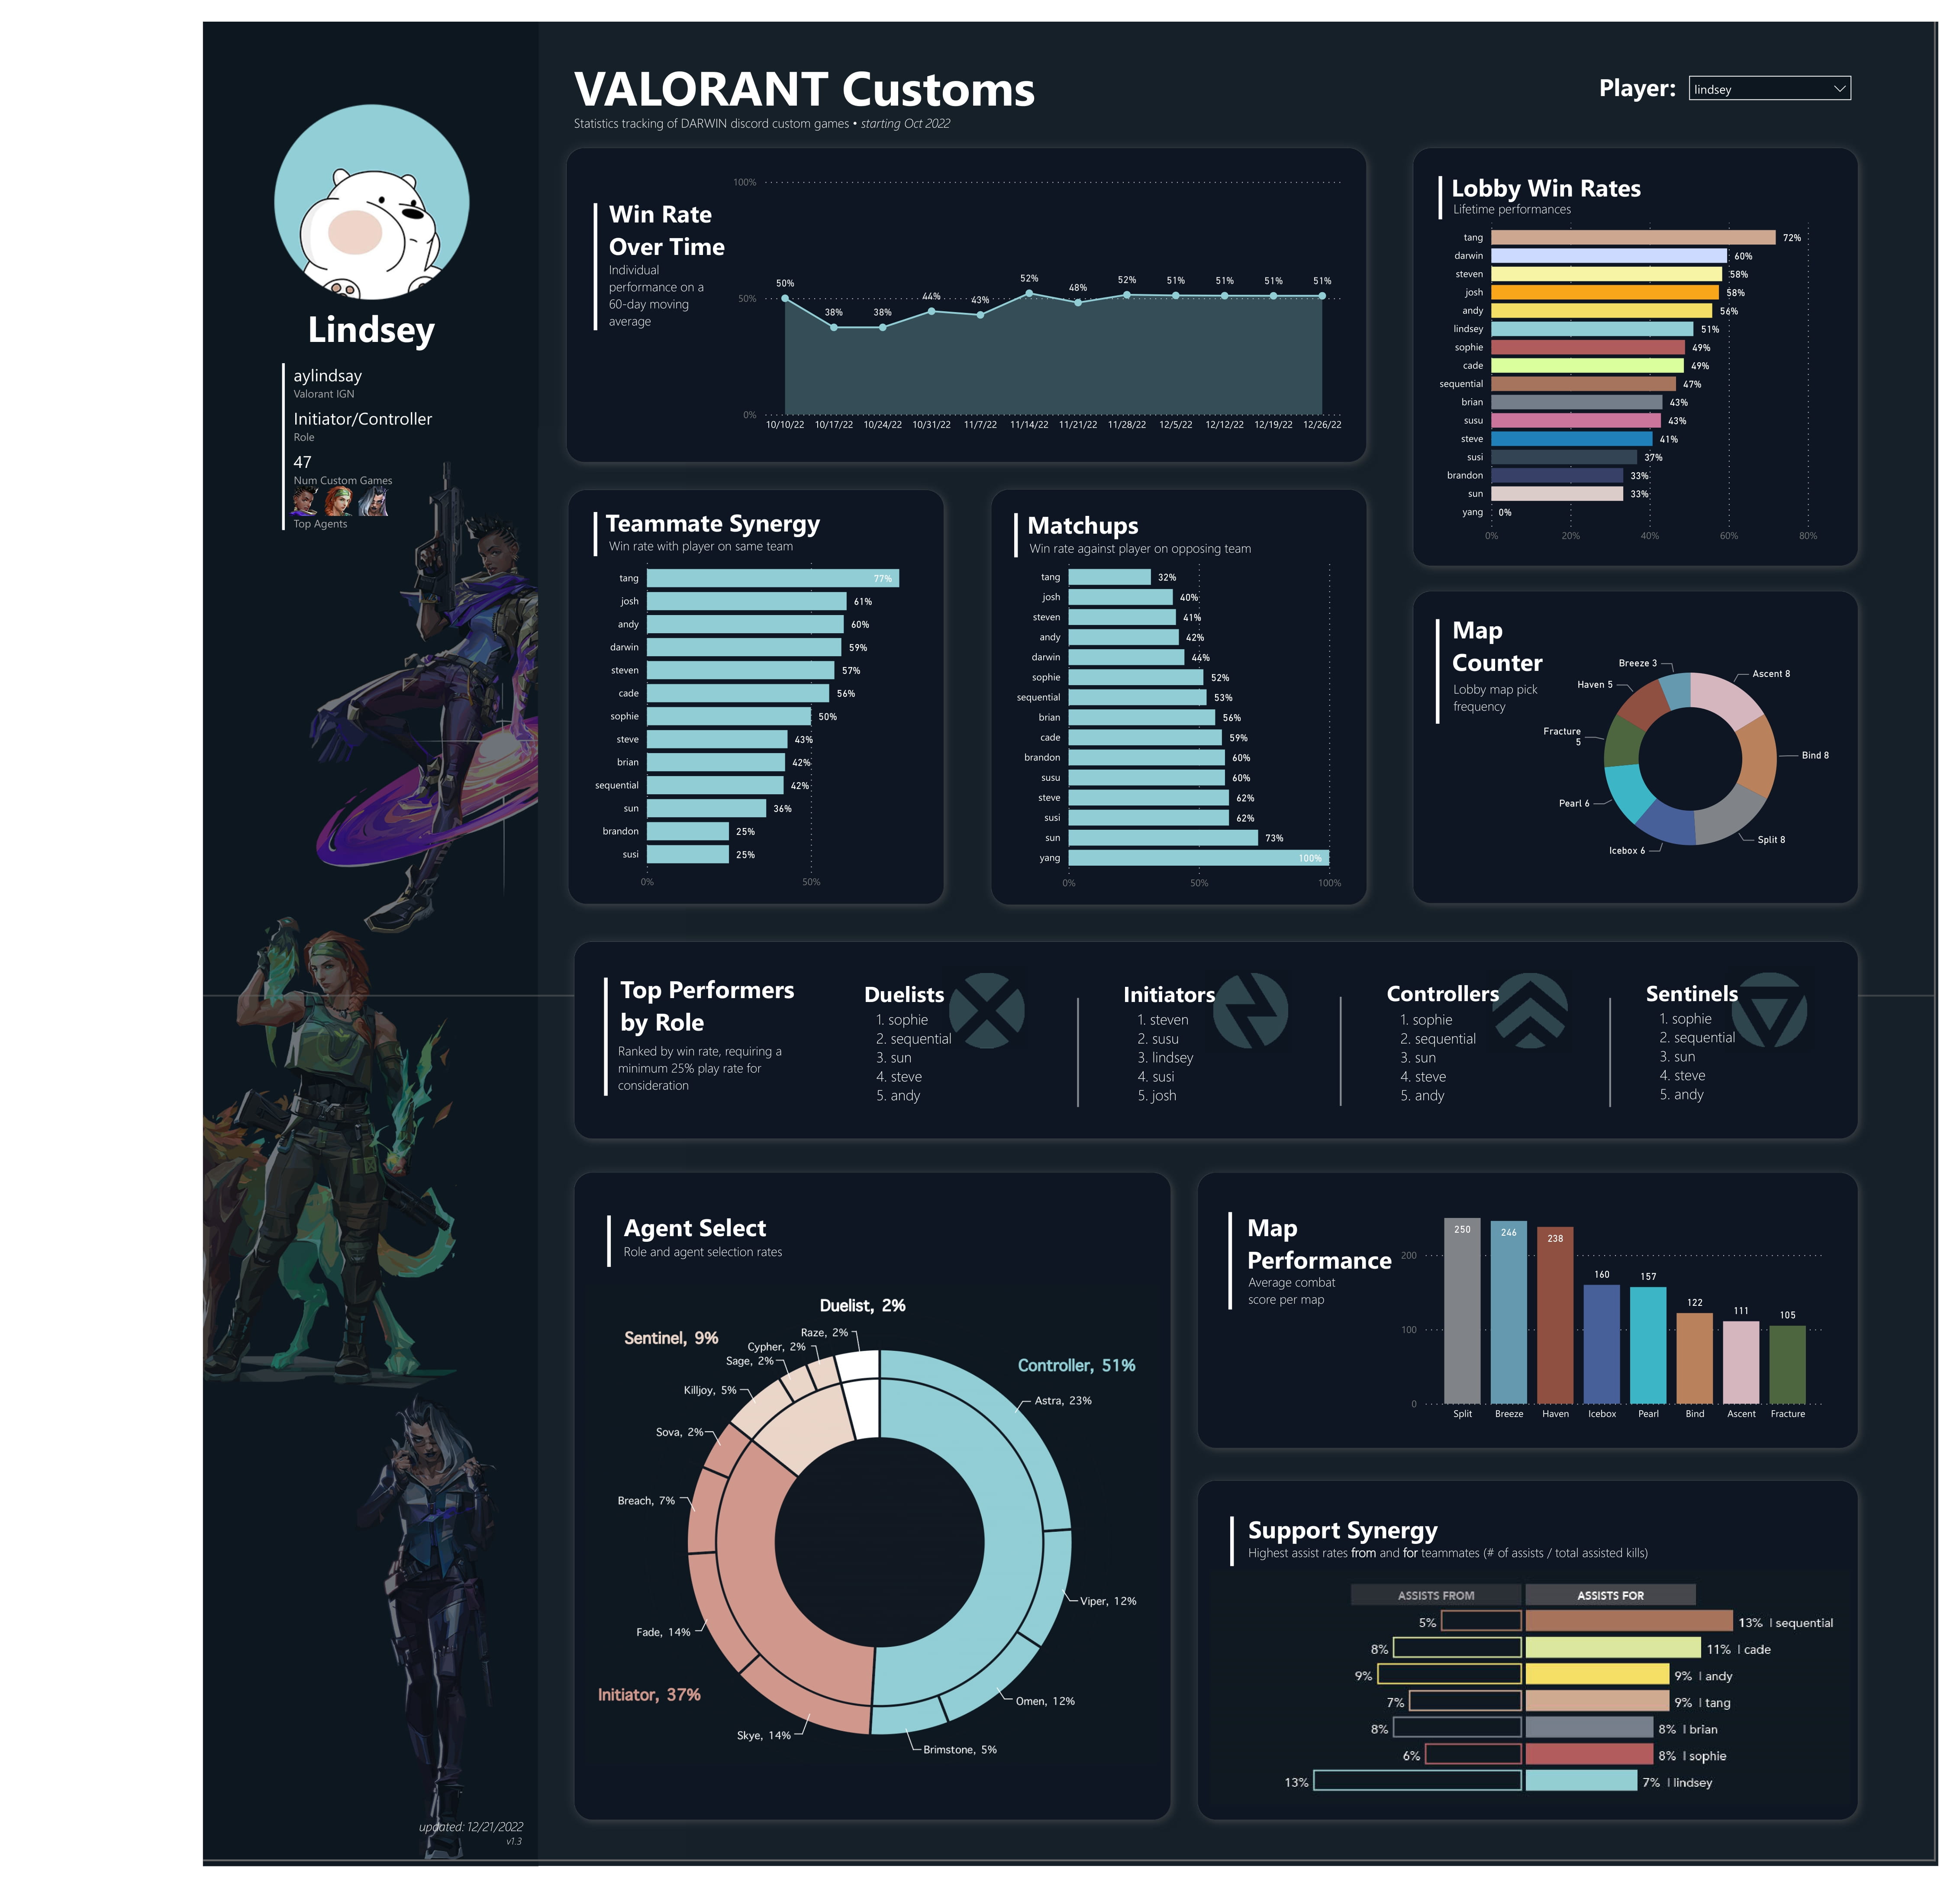 VALORANT Customs
Statistics tracking of DARWIN discord custom games • starting Oct 2022
Player:
lindsey
Lindsey
aylindsay
Valorant IGN
Initiator/Controller
Role
47
Num Custom Games
Top Agents
updated: 12/21/2022
v1.3
Win Rate
Over Time
Individual
performance on a
60-day moving
average
100%
50%
0%
50%
38%
38%
44%
43%
52%
48%
52%
51%
51%
51%
51%
10/10/22 10/17/22 10/24/22 10/31/22 11/7/22 11/14/22 11/21/22 11/28/22 12/5/22 12/12/22 12/19/22 12/26/22
Lobby Win Rates
Lifetime performances
tang 72%
darwin 60%
steven 58%
josh 58%
andy 56%
lindsey 51%
sophie 49%
cade 49%
sequential 47%
brian 43%
susu 43%
steve 41%
susi 37%
brandon 33%
sun 33%
yang 0%
0% 20% 40% 60% 80%
Teammate Synergy
Win rate with player on same team
tang 77%
josh 61%
andy 60%
darwin 59%
steven 57%
cade 56%
sophie 50%
steve 43%
brian 42%
sequential 42%
sun 36%
brandon 25%
susi 25%
0% 50%
Matchups
Win rate against player on opposing team
tang 32%
josh 40%
steven 41%
andy 42%
darwin 44%
sophie 52%
sequential 53%
brian 56%
cade 59%
brandon 60%
susu 60%
steve 62%
susi 62%
sun 73%
yang 100%
0% 50% 100%
Map
Counter
Lobby map pick
frequency
Breeze 3
Ascent 8
Haven 5
Fracture
5
Bind 8
Pearl 6
Split 8
Icebox 6
Top Performers
by Role
Ranked by win rate, requiring a
minimum 25% play rate for
consideration
Duelists
1. sophie
2. sequential
3. sun
4. steve
5. andy
Initiators
1. steven
2. susu
3. lindsey
4. susi
5. josh
Controllers
1. sophie
2. sequential
3. sun
4. steve
5. andy
Sentinels
1. sophie
2. sequential
3. sun
4. steve
5. andy
Agent Select
Role and agent selection rates
Duelist, 2%
Raze, 2%
Sentinel, 9%
Cypher, 2%
Sage, 2%
Killjoy, 5%
Controller, 51%
Astra, 23%
Sova, 2%
Breach, 7%
Viper, 12%
Fade, 14%
Initiator, 37%
Omen, 12%
Skye, 14%
Brimstone, 5%
Map
Performance
Average combat
score per map
200
100
0
250
246
238
160
157
122
111
105
Split Breeze Haven Icebox Pearl Bind Ascent Fracture
Support Synergy
Highest assist rates from and for teammates (# of assists / total assisted kills)
ASSISTS FROM ASSISTS FOR
5% 13% | sequential
8% 11% | cade
9% 9% | andy
7% 9% | tang
8% 8% | brian
6% 8% | sophie
13% 7% | lindsey